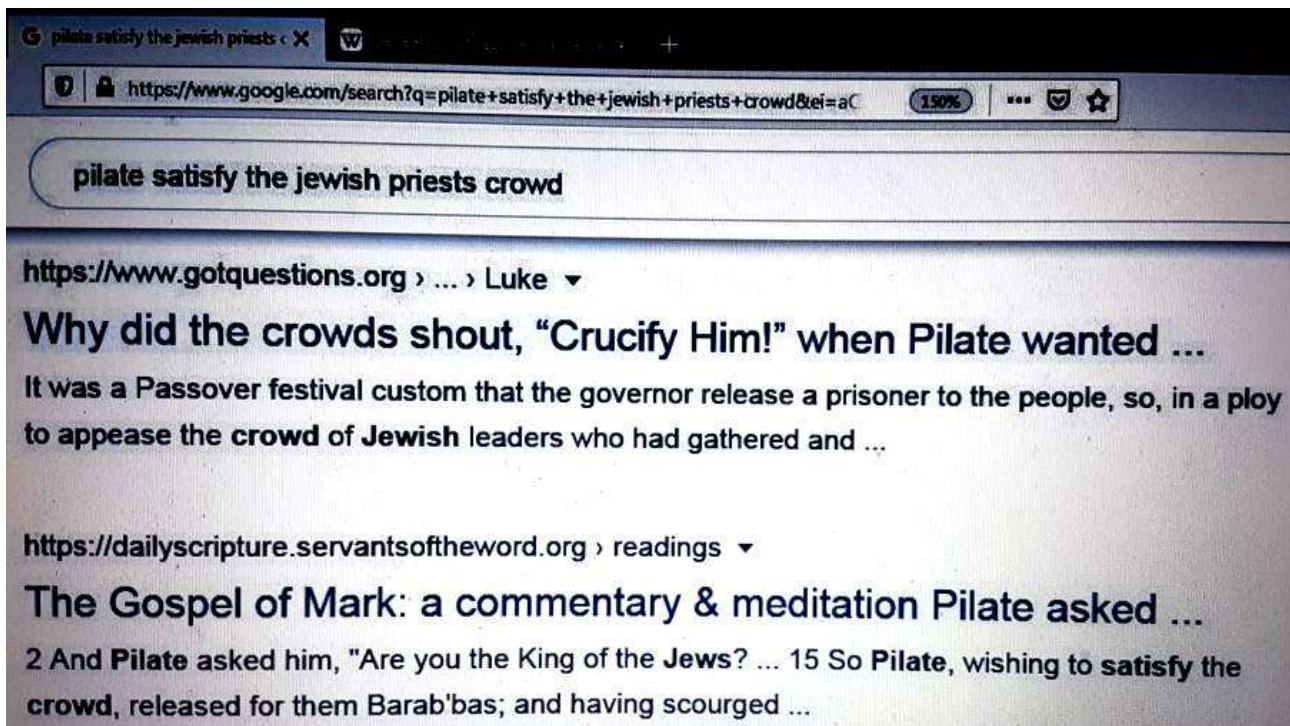 pilate satisfy the jewish priests c
https://www.google.com/search?q=pilate+satisfy+the+jewish+priests+crowd&ei=aC
150%
pilate satisfy the jewish priests crowd
https://www.gotquestions.org › ... › Luke
Why did the crowds shout, “Crucify Him!” when Pilate wanted ...
It was a Passover festival custom that the governor release a prisoner to the people, so, in a ploy
to appease the crowd of Jewish leaders who had gathered and ...
https://dailyscripture.servantsoftheword.org › readings
The Gospel of Mark: a commentary & meditation Pilate asked ...
2 And Pilate asked him, "Are you the King of the Jews? ... 15 So Pilate, wishing to satisfy the
crowd, released for them Barab'bas; and having scourged ...